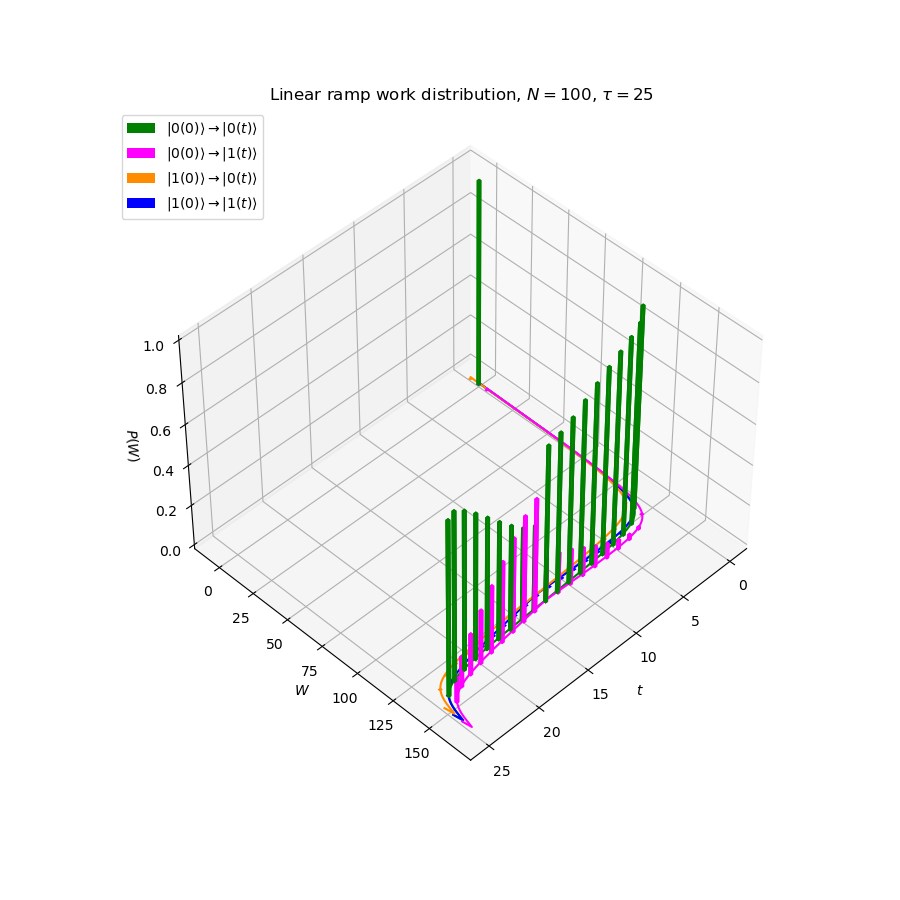 Linear ramp work distribution, $N = 100$, $\tau = 25$
|0(0)⟩ → |0(t)⟩
|0(0)⟩ → |1(t)⟩
|1(0)⟩ → |0(t)⟩
|1(0)⟩ → |1(t)⟩
1.0
0.8
0.6
0.4
0.2
0.0
P(W)
0
25
50
75
100
125
150
W
0
5
10
15
20
25
t